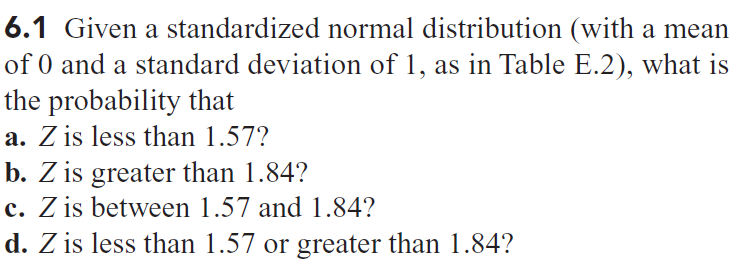 6.1 Given a standardized normal distribution (with a mean
of 0 and a standard deviation of 1, as in Table E.2), what is
the probability that
a. Z is less than 1.57?
b. Z is greater than 1.84?
c. Z is between 1.57 and 1.84?
d. Z is less than 1.57 or greater than 1.84?